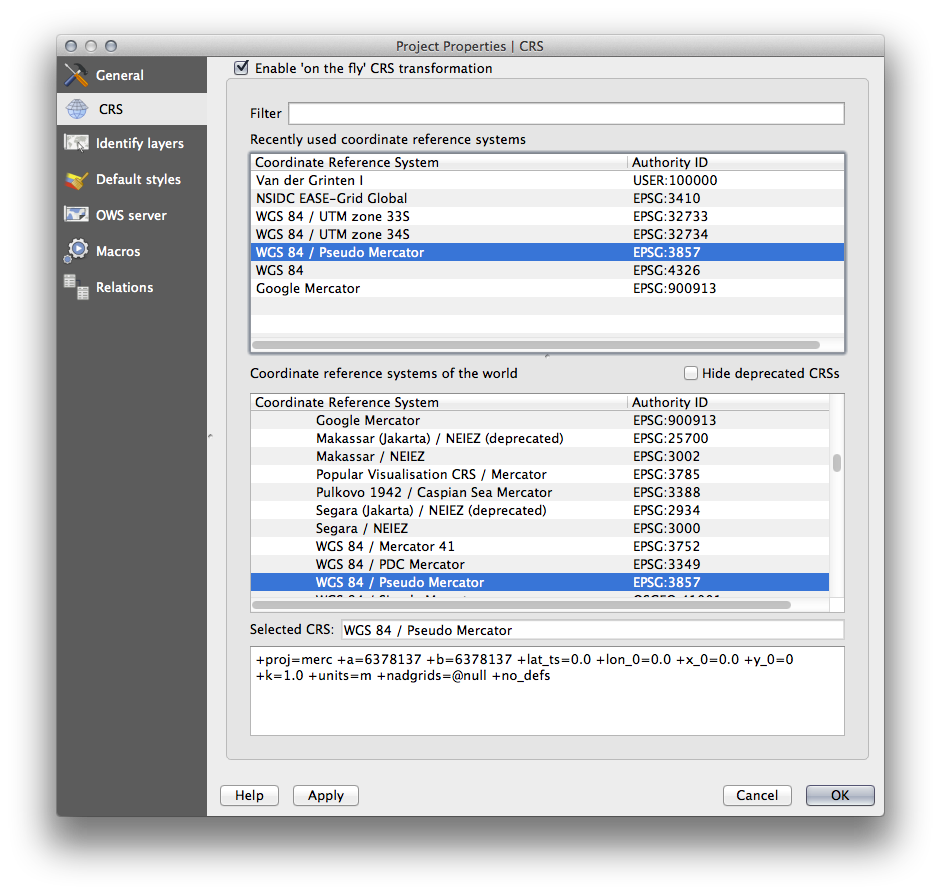 Project Properties | CRS
General
CRS
Identify layers
Default styles
OWS server
Macros
Relations
Enable 'on the fly' CRS transformation
Filter
Recently used coordinate reference systems
Coordinate Reference System Authority ID
Van der Grinten I USER:100000
NSIDC EASE-Grid Global EPSG:3410
WGS 84 / UTM zone 33S EPSG:32733
WGS 84 / UTM zone 34S EPSG:32734
WGS 84 / Pseudo Mercator EPSG:3857
WGS 84 EPSG:4326
Google Mercator EPSG:900913
Coordinate reference systems of the world
Hide deprecated CRSs
Coordinate Reference System Authority ID
Google Mercator EPSG:900913
Makassar (Jakarta) / NEIEZ (deprecated) EPSG:25700
Makassar / NEIEZ EPSG:3002
Popular Visualisation CRS / Mercator EPSG:3785
Pulkovo 1942 / Caspian Sea Mercator EPSG:3388
Segara (Jakarta) / NEIEZ (deprecated) EPSG:2934
Segara / NEIEZ EPSG:3000
WGS 84 / Mercator 41 EPSG:3752
WGS 84 / PDC Mercator EPSG:3349
WGS 84 / Pseudo Mercator EPSG:3857
Selected CRS: WGS 84 / Pseudo Mercator
+proj=merc +a=6378137 +b=6378137 +lat_ts=0.0 +lon_0=0.0 +x_0=0.0 +y_0=0
+k=1.0 +units=m +nadgrids=@null +no_defs
Help
Apply
Cancel
OK